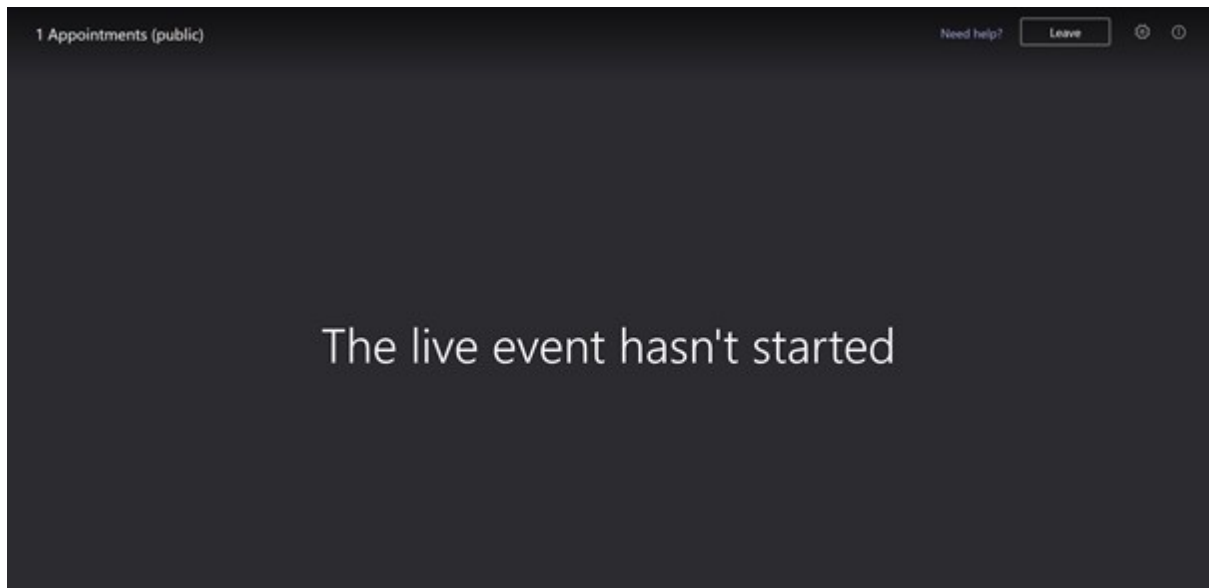 1 Appointments (public)
Need help?
Leave
The live event hasn't started